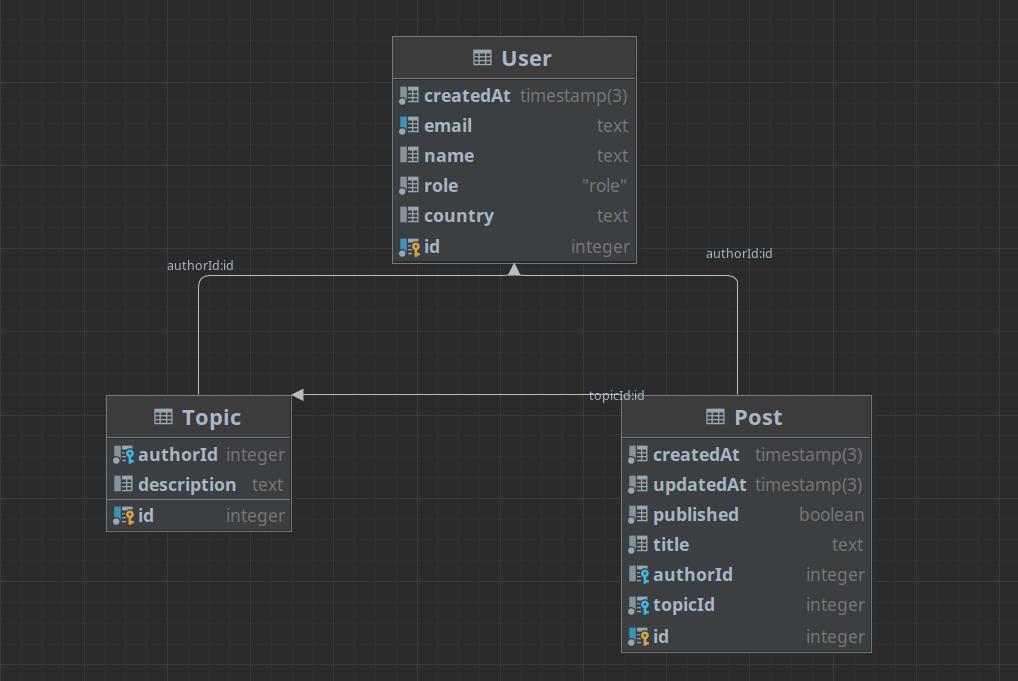 User
createdAt timestamp(3)
email text
name text
role "role"
country text
id integer
authorId:id
authorId:id
topicId:id
Topic
authorId integer
description text
id integer
Post
createdAt timestamp(3)
updatedAt timestamp(3)
published boolean
title text
authorId integer
topicId integer
id integer